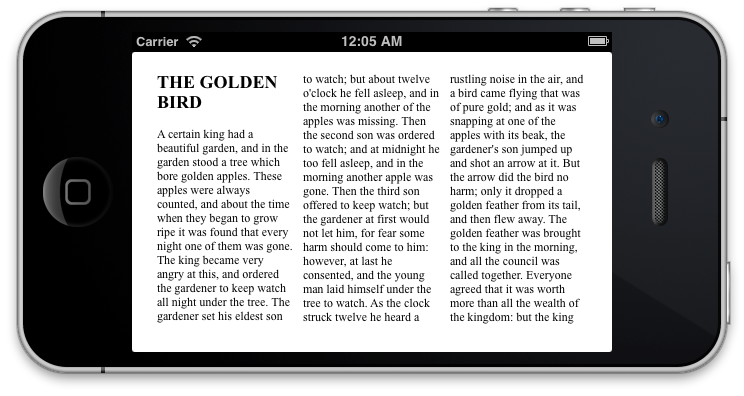 Carrier
12:05 AM
THE GOLDEN
BIRD
A certain king had a
beautiful garden, and in the
garden stood a tree which
bore golden apples. These
apples were always
counted, and about the time
when they began to grow
ripe it was found that every
night one of them was gone.
The king became very
angry at this, and ordered
the gardener to keep watch
all night under the tree. The
gardener set his eldest son
to watch; but about twelve
o'clock he fell asleep, and in
the morning another of the
apples was missing. Then
the second son was ordered
to watch; and at midnight he
too fell asleep, and in the
morning another apple was
gone. Then the third son
offered to keep watch; but
the gardener at first would
not let him, for fear some
harm should come to him:
however, at last he
consented, and the young
man laid himself under the
tree to watch. As the clock
struck twelve he heard a
rustling noise in the air, and
a bird came flying that was
of pure gold; and as it was
snapping at one of the
apples with its beak, the
gardener's son jumped up
and shot an arrow at it. But
the arrow did the bird no
harm; only it dropped a
golden feather from its tail,
and then flew away. The
golden feather was brought
to the king in the morning,
and all the council was
called together. Everyone
agreed that it was worth
more than all the wealth of
the kingdom: but the king